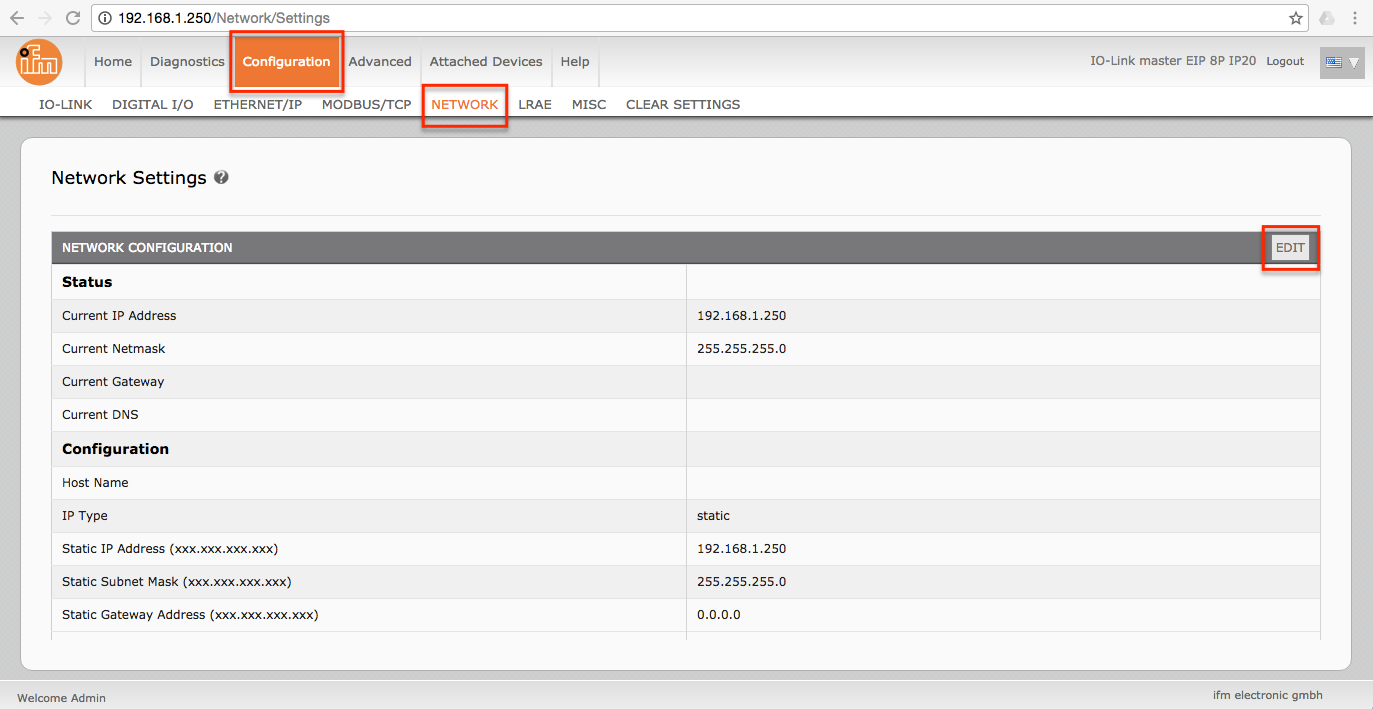 192.168.1.250/Network/Settings
ifm
Home Diagnostics Configuration Advanced Attached Devices Help IO-Link master EIP 8P IP20 Logout
IO-LINK DIGITAL I/O ETHERNET/IP MODBUS/TCP NETWORK LRAE MISC CLEAR SETTINGS
Network Settings ?
NETWORK CONFIGURATION EDIT
Status
Current IP Address 192.168.1.250
Current Netmask 255.255.255.0
Current Gateway
Current DNS
Configuration
Host Name
IP Type static
Static IP Address (xxx.xxx.xxx.xxx) 192.168.1.250
Static Subnet Mask (xxx.xxx.xxx.xxx) 255.255.255.0
Static Gateway Address (xxx.xxx.xxx.xxx) 0.0.0.0
Welcome Admin ifm electronic gmbh